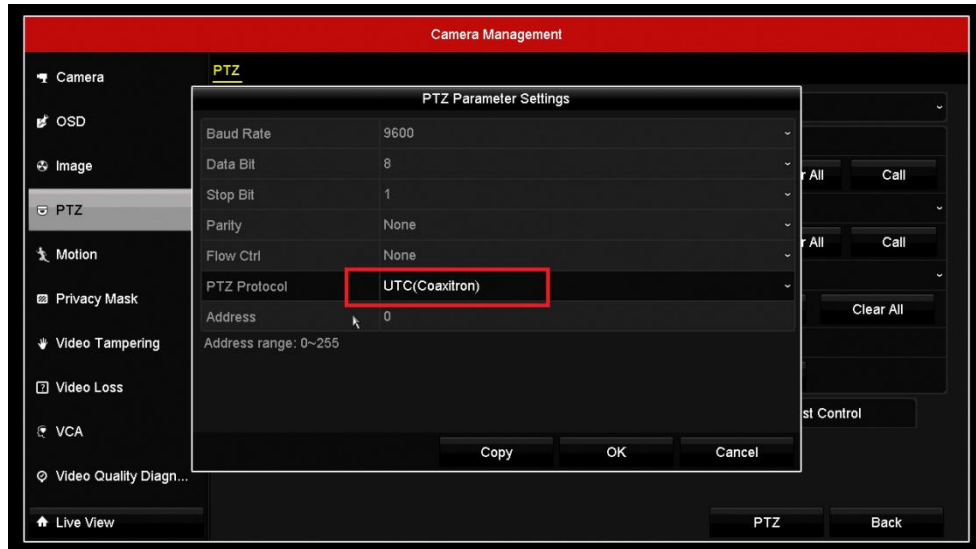 Camera Management
Camera
OSD
Image
PTZ
Motion
Privacy Mask
Video Tampering
Video Loss
VCA
Video Quality Diagn...
Live View
PTZ
PTZ Parameter Settings
Baud Rate 9600
Data Bit 8
Stop Bit 1
Parity None
Flow Ctrl None
PTZ Protocol UTC(Coaxitron)
Address 0
Address range: 0~255
Copy OK Cancel
r All Call
r All Call
Clear All
st Control
PTZ Back